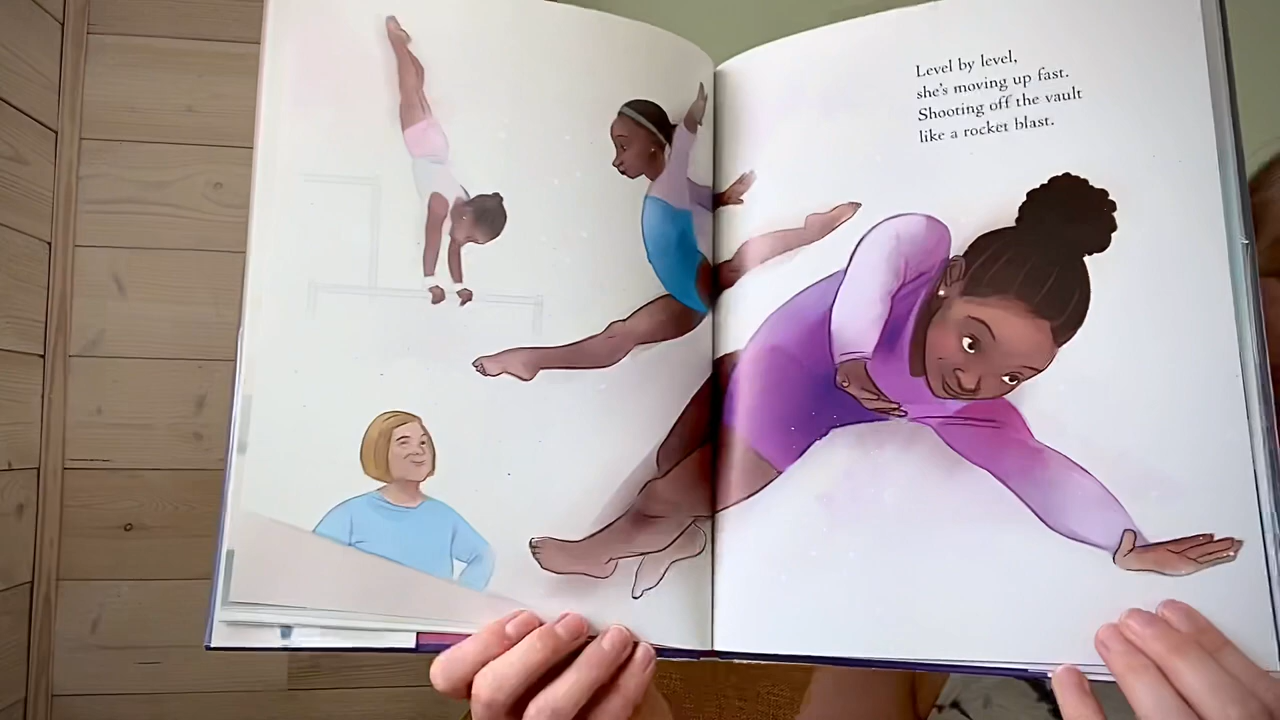 Level by level,
she's moving up fast.
Shooting off the vault
like a rocket blast.